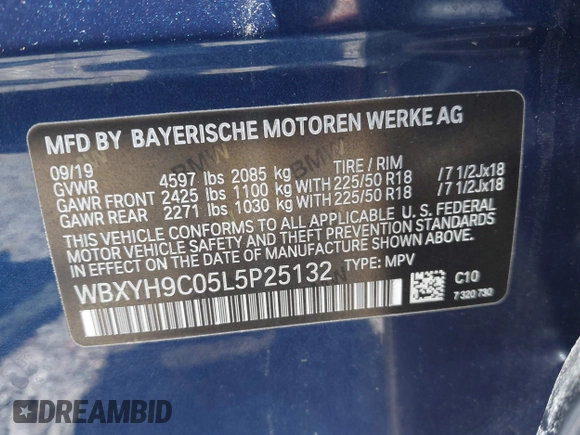 MFD BY BAYERISCHE MOTOREN WERKE AG
09/19 TIRE / RIM
GVWR 4597 lbs 2085 kg
GAWR FRONT 2425 lbs 1100 kg WITH 225/50 R18 /7 1/2Jx18
GAWR REAR 2271 lbs 1030 kg WITH 225/50 R18 /7 1/2Jx18
THIS VEHICLE CONFORMS TO ALL APPLICABLE U. S. FEDERAL
MOTOR VEHICLE SAFETY, BUMPER, AND THEFT PREVENTION
STANDARDS IN EFFECT ON THE DATE OF MANUFACTURE SHOWN ABOVE.
WBXYH9C05L5P25132 TYPE: MPV
C10
7 320 730
DREAMBID